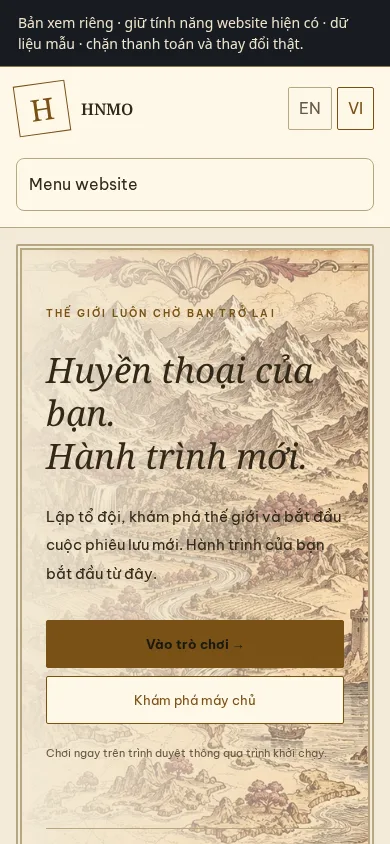 Bản xem riêng · giữ tính năng website hiện có · dữ
liệu mẫu · chặn thanh toán và thay đổi thật.
H HNMO EN VI
Menu website
THẾ GIỚI LUÔN CHỜ BẠN TRỞ LẠI
Huyền thoại của
bạn.
Hành trình mới.
Lập tổ đội, khám phá thế giới và bắt đầu
cuộc phiêu lưu mới. Hành trình của bạn
bắt đầu từ đây.
Vào trò chơi →
Khám phá máy chủ
Chơi ngay trên trình duyệt thông qua trình khởi chạy.